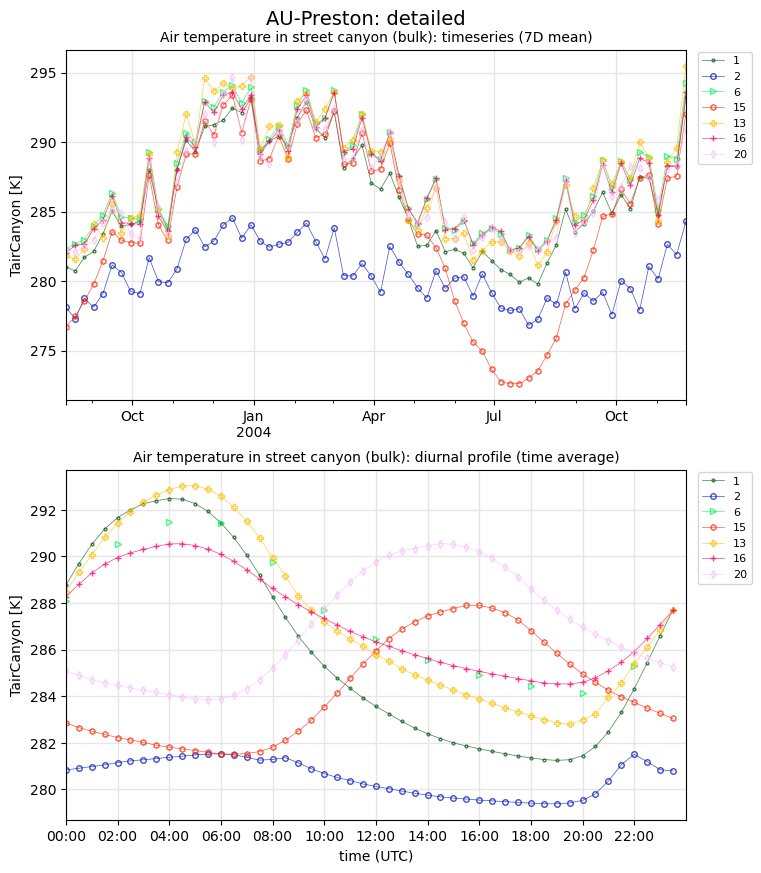 AU-Preston: detailed
Air temperature in street canyon (bulk): timeseries (7D mean)
TairCanyon [K]
295
290
285
280
275
Oct
Jan
2004
Apr
Jul
Oct
1
2
6
15
13
16
20
Air temperature in street canyon (bulk): diurnal profile (time average)
TairCanyon [K]
292
290
288
286
284
282
280
00:00 02:00 04:00 06:00 08:00 10:00 12:00 14:00 16:00 18:00 20:00 22:00
time (UTC)
1
2
6
15
13
16
20